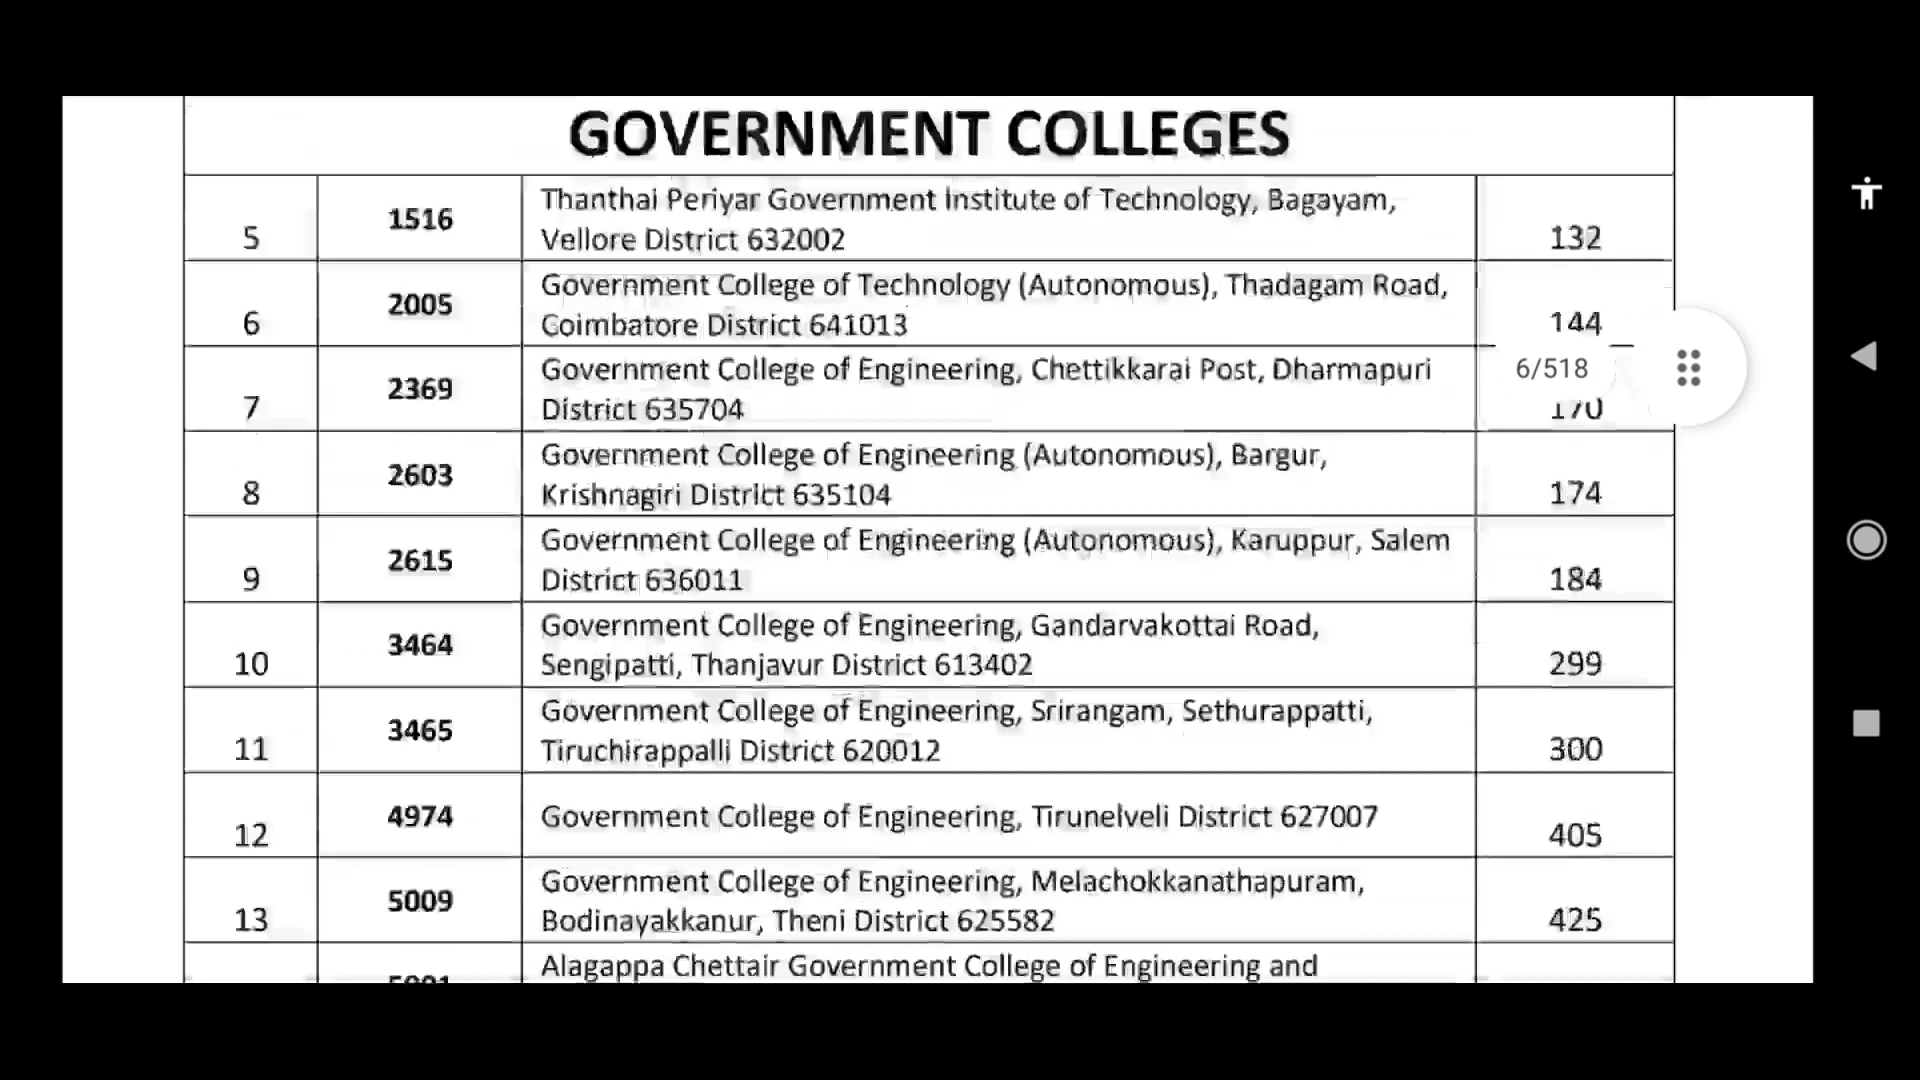 GOVERNMENT COLLEGES
5 1516 Thanthai Periyar Government Institute of Technology, Bagayam,
Vellore District 632002 132
6 2005 Government College of Technology (Autonomous), Thadagam Road,
Coimbatore District 641013 144
7 2369 Government College of Engineering, Chettikkarai Post, Dharmapuri
District 635704 170
6/518
8 2603 Government College of Engineering (Autonomous), Bargur,
Krishnagiri District 635104 174
9 2615 Government College of Engineering (Autonomous), Karuppur, Salem
District 636011 184
10 3464 Government College of Engineering, Gandarvakottai Road,
Sengipatti, Thanjavur District 613402 299
11 3465 Government College of Engineering, Srirangam, Sethurappatti,
Tiruchirappalli District 620012 300
12 4974 Government College of Engineering, Tirunelveli District 627007 405
13 5009 Government College of Engineering, Melachokkanathapuram,
Bodinayakkanur, Theni District 625582 425
Alagappa Chettair Government College of Engineering and